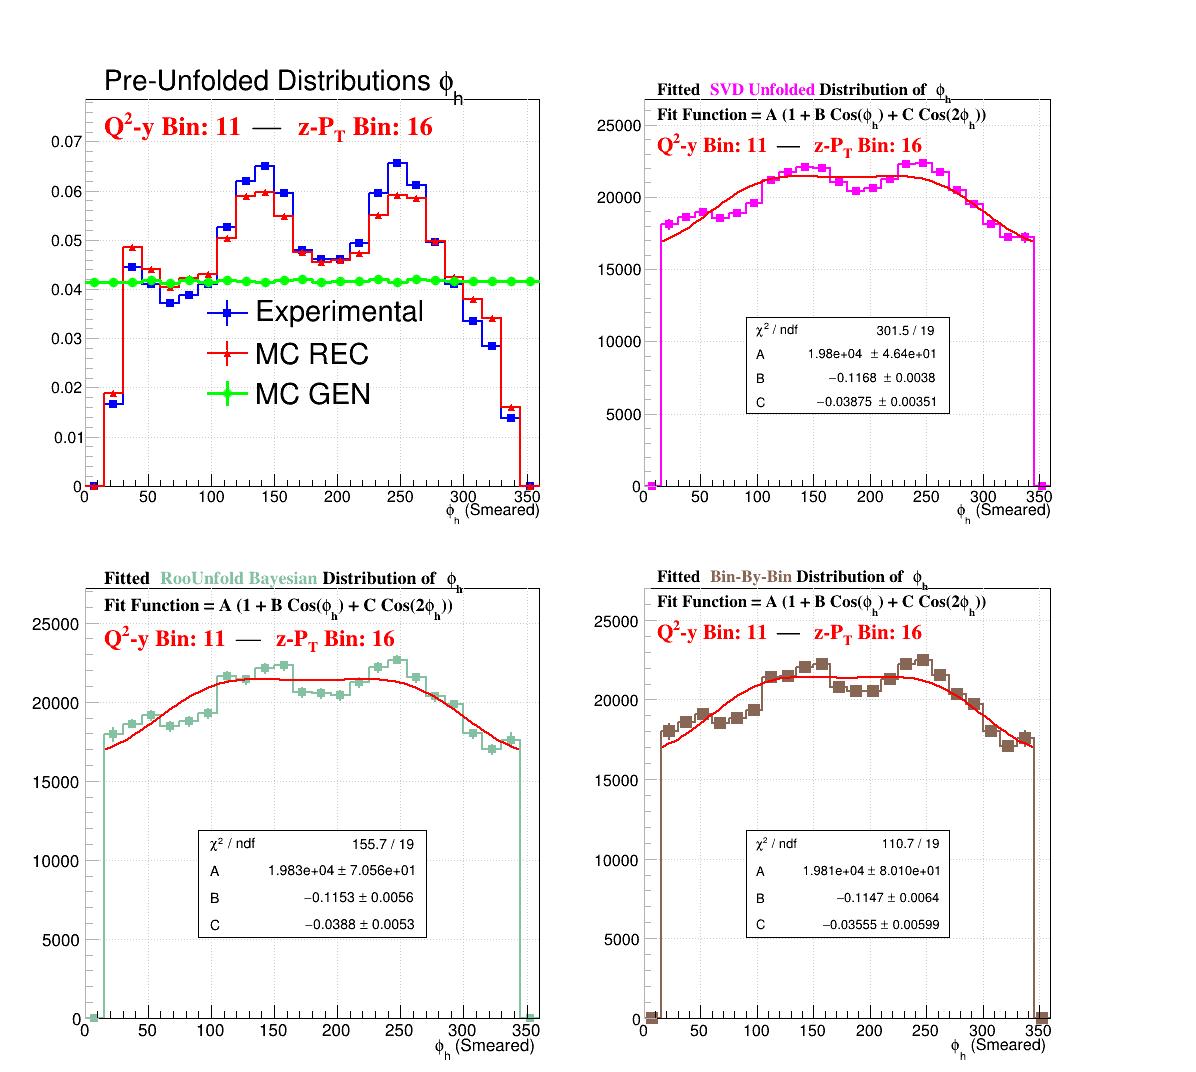 Pre-Unfolded Distributions ϕh
Q²-y Bin: 11 — z-PT Bin: 16
0.07
0.06
0.05
0.04
0.03
0.02
0.01
0
Experimental
MC REC
MC GEN
0 50 100 150 200 250 300 350
ϕh (Smeared)
Fitted SVD Unfolded Distribution of ϕh
Fit Function = A (1 + B Cos(ϕh) + C Cos(2ϕh))
Q²-y Bin: 11 — z-PT Bin: 16
25000
20000
15000
10000
5000
0
χ² / ndf 301.5 / 19
A 1.98e+04 ± 4.64e+01
B −0.1168 ± 0.0038
C −0.03875 ± 0.00351
0 50 100 150 200 250 300 350
ϕh (Smeared)
Fitted RooUnfold Bayesian Distribution of ϕh
Fit Function = A (1 + B Cos(ϕh) + C Cos(2ϕh))
Q²-y Bin: 11 — z-PT Bin: 16
25000
20000
15000
10000
5000
0
χ² / ndf 155.7 / 19
A 1.983e+04 ± 7.056e+01
B −0.1153 ± 0.0056
C −0.0388 ± 0.0053
0 50 100 150 200 250 300 350
ϕh (Smeared)
Fitted Bin-By-Bin Distribution of ϕh
Fit Function = A (1 + B Cos(ϕh) + C Cos(2ϕh))
Q²-y Bin: 11 — z-PT Bin: 16
25000
20000
15000
10000
5000
0
χ² / ndf 110.7 / 19
A 1.981e+04 ± 8.010e+01
B −0.1147 ± 0.0064
C −0.03555 ± 0.00599
0 50 100 150 200 250 300 350
ϕh (Smeared)